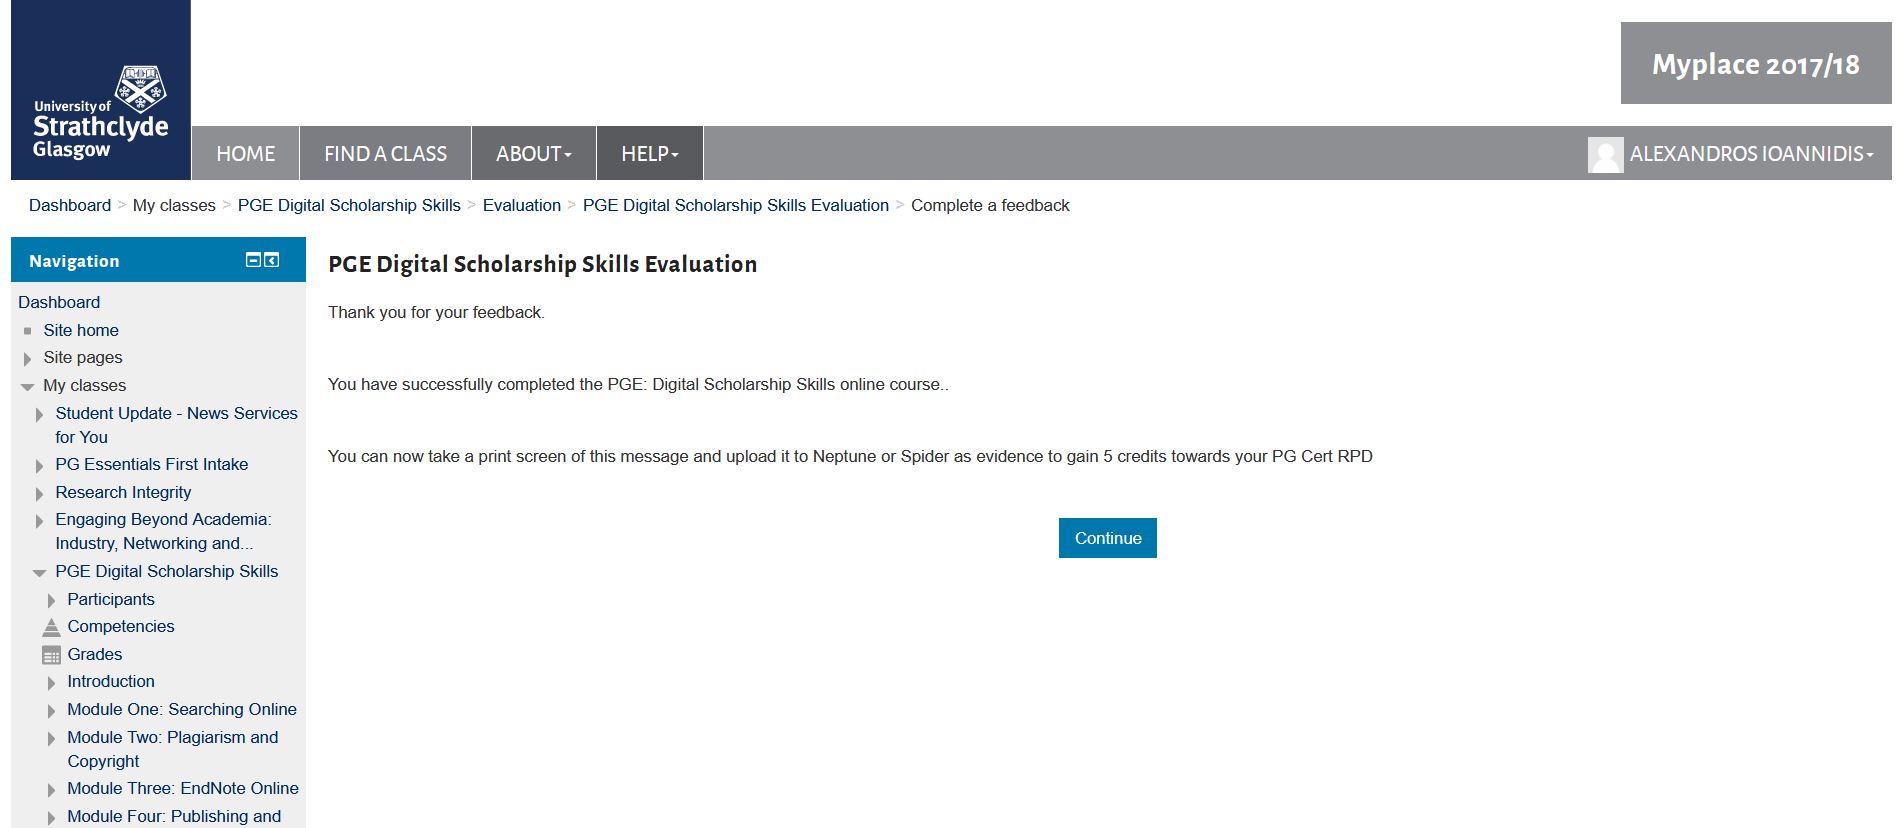 University of
Strathclyde
Glasgow
Myplace 2017/18
HOME
FIND A CLASS
ABOUT
HELP
ALEXANDROS IOANNIDIS
Dashboard > My classes > PGE Digital Scholarship Skills > Evaluation > PGE Digital Scholarship Skills Evaluation > Complete a feedback
Navigation
Dashboard
Site home
Site pages
My classes
Student Update - News Services
for You
PG Essentials First Intake
Research Integrity
Engaging Beyond Academia:
Industry, Networking and...
PGE Digital Scholarship Skills
Participants
Competencies
Grades
Introduction
Module One: Searching Online
Module Two: Plagiarism and
Copyright
Module Three: EndNote Online
Module Four: Publishing and
PGE Digital Scholarship Skills Evaluation
Thank you for your feedback.
You have successfully completed the PGE: Digital Scholarship Skills online course..
You can now take a print screen of this message and upload it to Neptune or Spider as evidence to gain 5 credits towards your PG Cert RPD
Continue